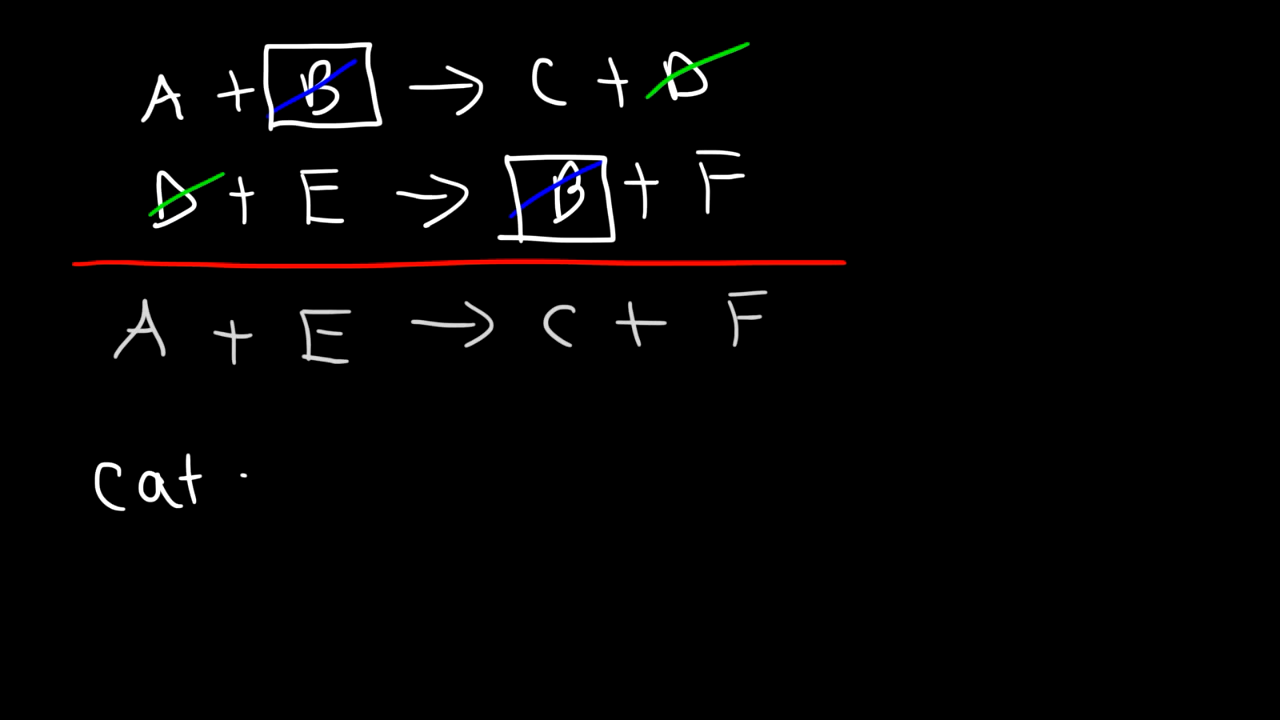 A + B → C + D
D + E → B + F
A + E → C + F
cat